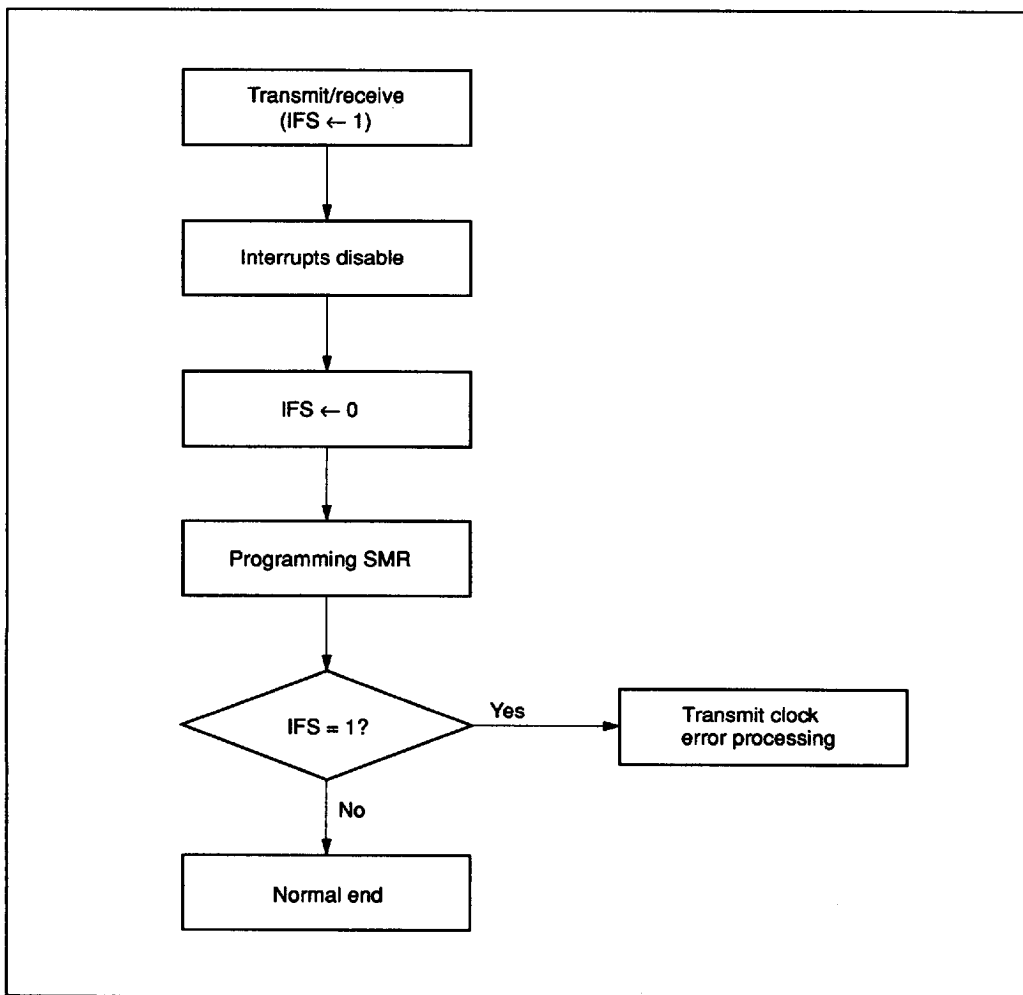 Transmit/receive
(IFS ← 1)
Interrupts disable
IFS ← 0
Programming SMR
IFS = 1?
Yes
Transmit clock
error processing
No
Normal end